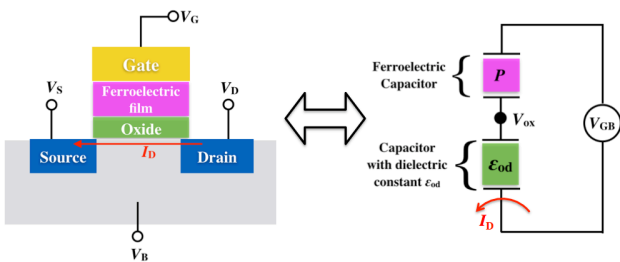 V_G
Gate
V_S
Ferroelectric
film
V_D
Oxide
Source
I_D
Drain
V_B
Ferroelectric
Capacitor
P
V_ox
V_GB
Capacitor
with dielectric
constant ε_od
ε_od
I_D